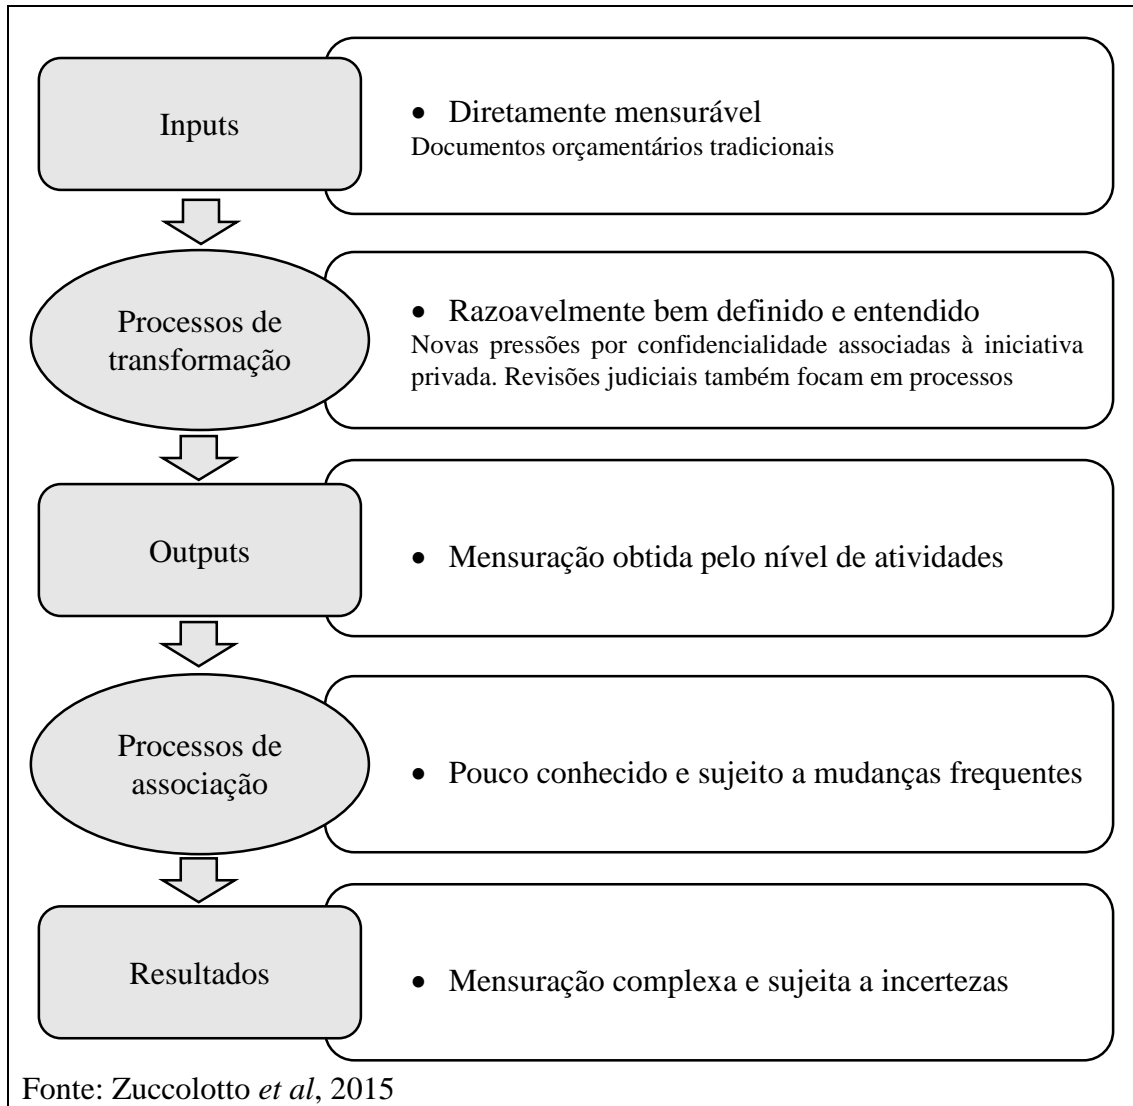 Inputs
• Diretamente mensurável
Documentos orçamentários tradicionais
Processos de
transformação
• Razoavelmente bem definido e entendido
Novas pressões por confidencialidade associadas à iniciativa
privada. Revisões judiciais também focam em processos
Outputs
• Mensuração obtida pelo nível de atividades
Processos de
associação
• Pouco conhecido e sujeito a mudanças frequentes
Resultados
• Mensuração complexa e sujeita a incertezas
Fonte: Zuccolotto et al, 2015